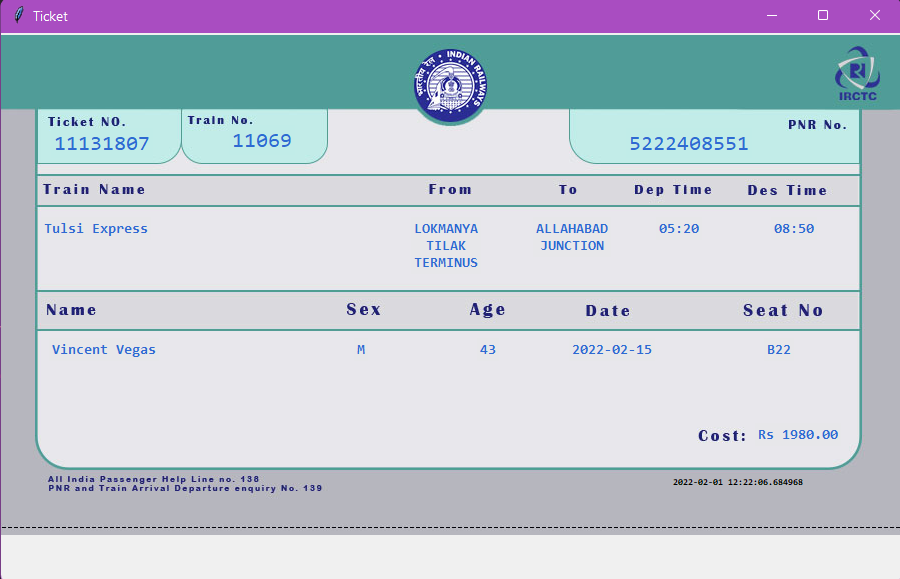 Ticket
भारतीय रेल INDIAN RAILWAYS
IRCTC
Ticket NO. Train No. PNR No.
11131807 11069 5222408551
Train Name From To Dep Time Des Time
Tulsi Express LOKMANYA ALLAHABAD 05:20 08:50
TILAK JUNCTION
TERMINUS
Name Sex Age Date Seat No
Vincent Vegas M 43 2022-02-15 B22
Cost: Rs 1980.00
All India Passenger Help Line no. 138
PNR and Train Arrival Departure enquiry No. 139
2022-02-01 12:22:06.684968